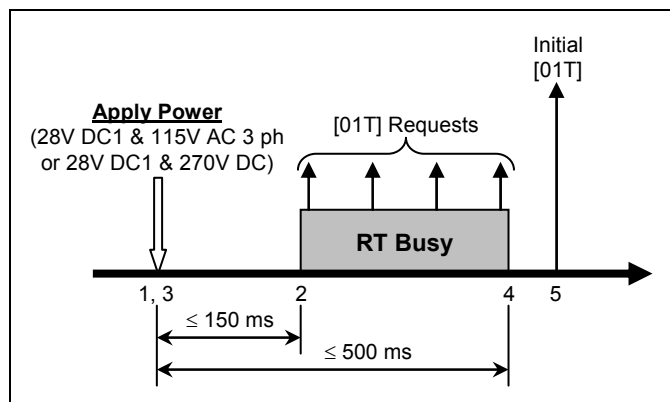 Initial
[01T]
Apply Power
(28V DC1 & 115V AC 3 ph
or 28V DC1 & 270V DC)
[01T] Requests
RT Busy
1, 3
2
4
5
≤ 150 ms
≤ 500 ms